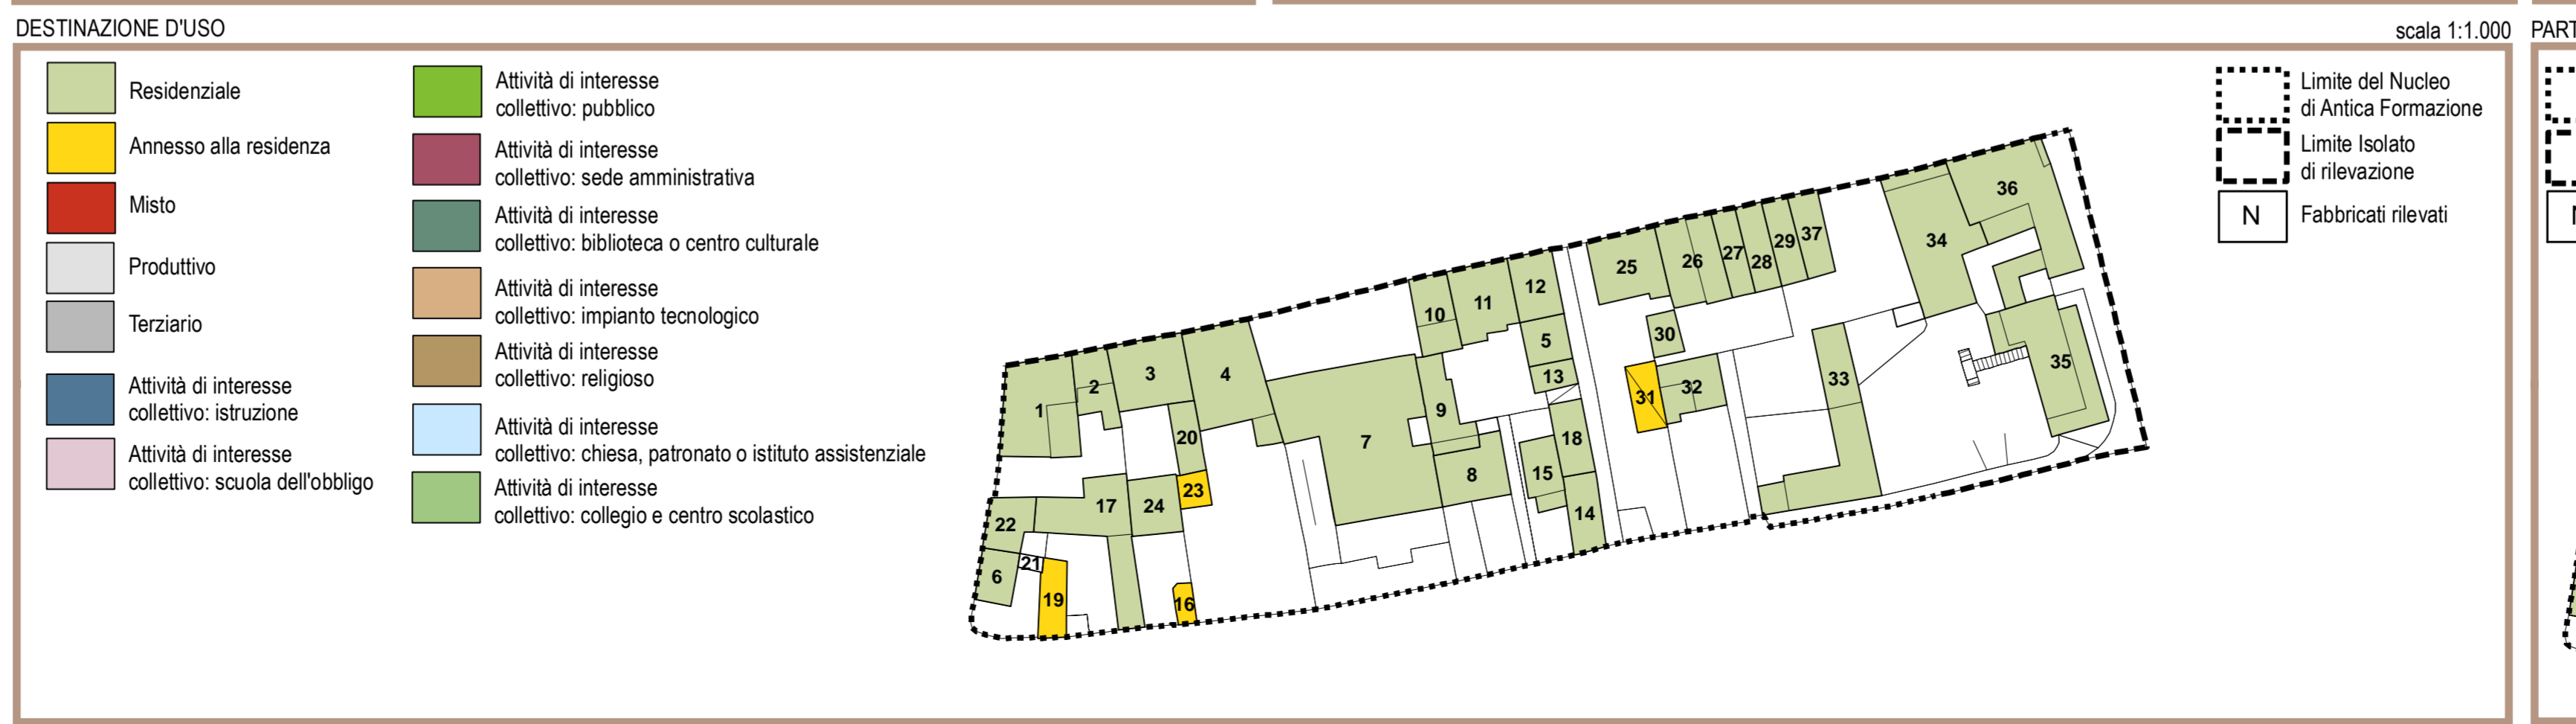 DESTINAZIONE D'USO
scala 1:1.000
PART
Residenziale
Annesso alla residenza
Misto
Produttivo
Terziario
Attività di interesse
collettivo: istruzione
Attività di interesse
collettivo: scuola dell'obbligo
Attività di interesse
collettivo: pubblico
Attività di interesse
collettivo: sede amministrativa
Attività di interesse
collettivo: biblioteca o centro culturale
Attività di interesse
collettivo: impianto tecnologico
Attività di interesse
collettivo: religioso
Attività di interesse
collettivo: chiesa, patronato o istituto assistenziale
Attività di interesse
collettivo: collegio e centro scolastico
1
2
3
4
20
23
17
24
22
21
6
19
16
7
10
11
12
5
13
9
8
18
15
14
25
26
27
28
29
37
30
31
32
33
34
36
35
Limite del Nucleo
di Antica Formazione
Limite Isolato
di rilevazione
N
Fabbricati rilevati